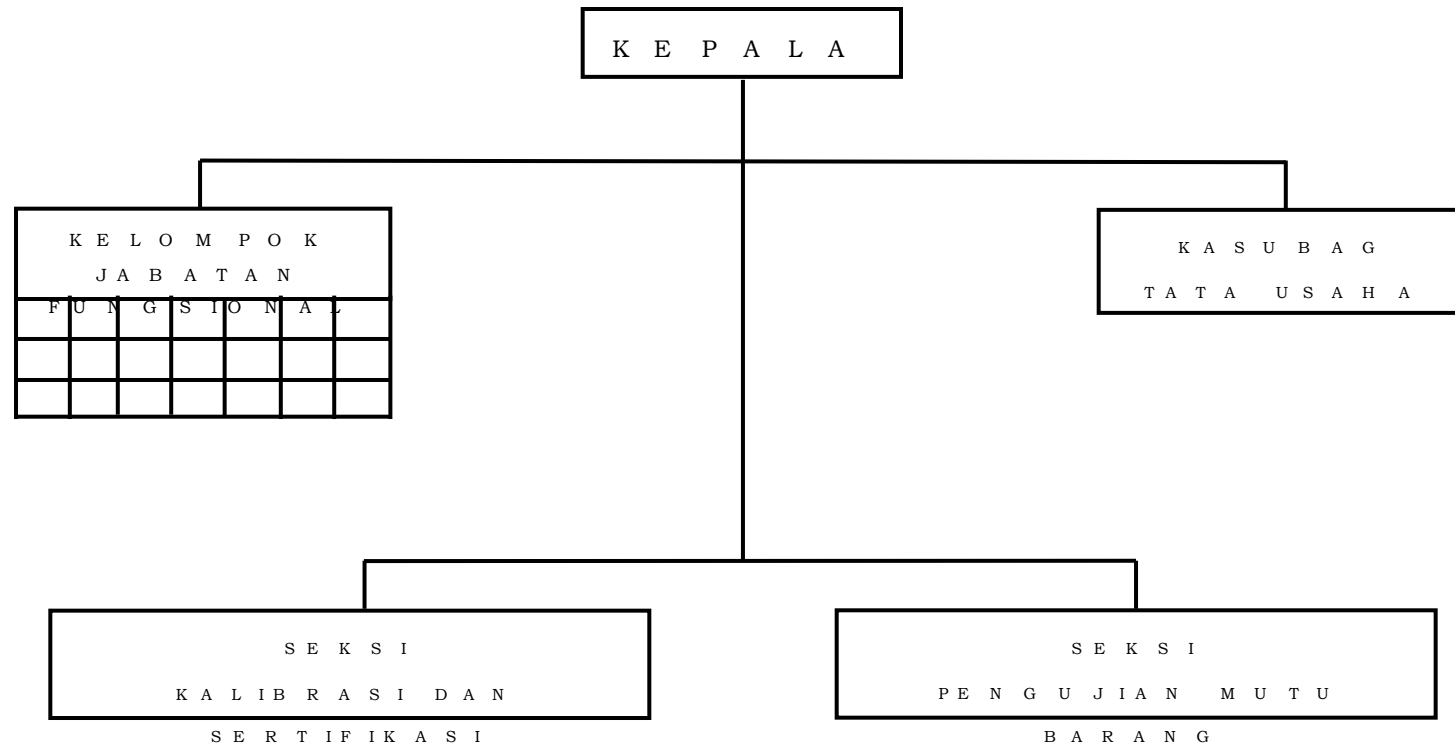 KEPALA
KELOMPOK
JABATAN
FUNGSIONAL
KASUBAG
TATA USAHA
SEKSI
KALIBRASI DAN
SERTIFIKASI
SEKSI
PENGUJIAN MUTU
BARANG